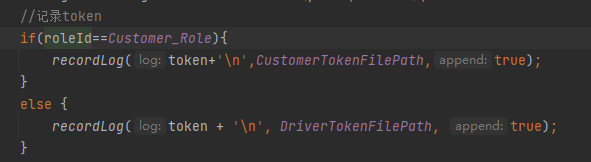 //记录token
if(roleId==Customer_Role){
recordLog( log: token+'\n',CustomerTokenFilePath, append: true);
}
else {
recordLog( log: token + '\n', DriverTokenFilePath, append: true);
}